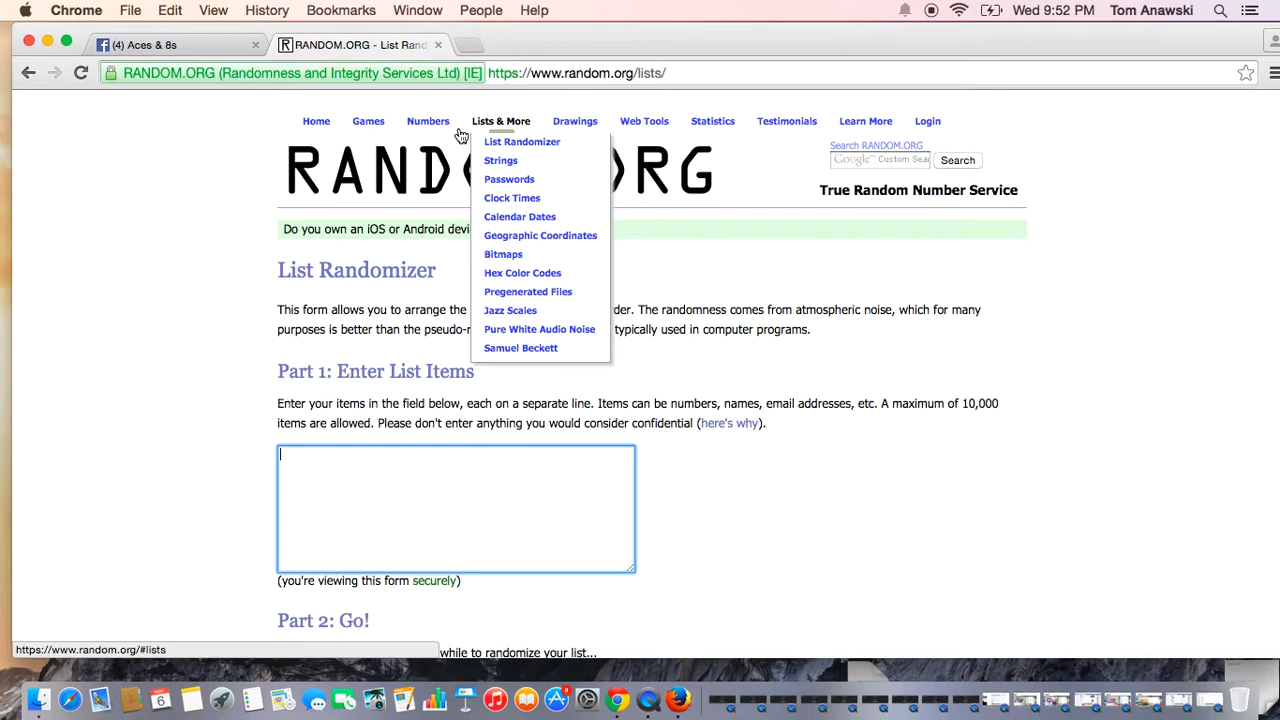 Chrome File Edit View History Bookmarks Window People Help Wed 9:52 PM Tom Anawski
(4) Aces & 8s
RANDOM.ORG - List Rand
RANDOM.ORG (Randomness and Integrity Services Ltd) [IE] https://www.random.org/lists/
Home Games Numbers Lists & More Drawings Web Tools Statistics Testimonials Learn More Login
List Randomizer
Strings
Passwords
Clock Times
Calendar Dates
Geographic Coordinates
Bitmaps
Hex Color Codes
Pregenerated Files
Jazz Scales
Pure White Audio Noise
Samuel Beckett
RAND RG
Search RANDOM.ORG
Google™ Custom Sea Search
True Random Number Service
Do you own an iOS or Android devi
List Randomizer
This form allows you to arrange the der. The randomness comes from atmospheric noise, which for many
purposes is better than the pseudo-r typically used in computer programs.
Part 1: Enter List Items
Enter your items in the field below, each on a separate line. Items can be numbers, names, email addresses, etc. A maximum of 10,000
items are allowed. Please don't enter anything you would consider confidential (here's why).
(you're viewing this form securely)
Part 2: Go!
while to randomize your list...
https://www.random.org/#lists
6
8